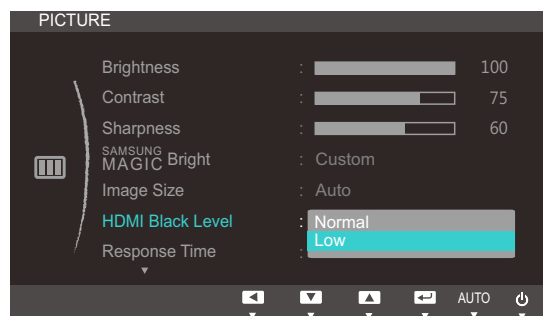 PICTURE
Brightness : 100
Contrast : 75
Sharpness : 60
SAMSUNG
MAGIC Bright : Custom
Image Size : Auto
HDMI Black Level : Normal
Low
Response Time :
AUTO